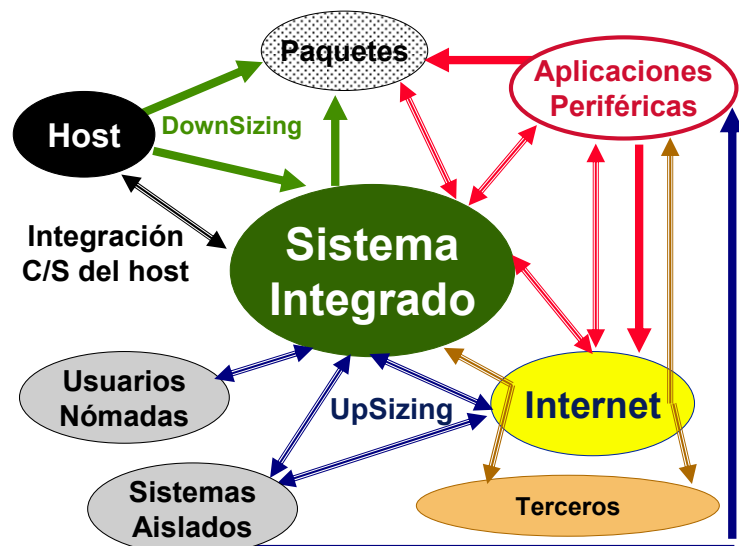 Paquetes
Aplicaciones
Periféricas
Host
DownSizing
Integración
C/S del host
Sistema
Integrado
Usuarios
Nómadas
UpSizing
Internet
Sistemas
Aislados
Terceros